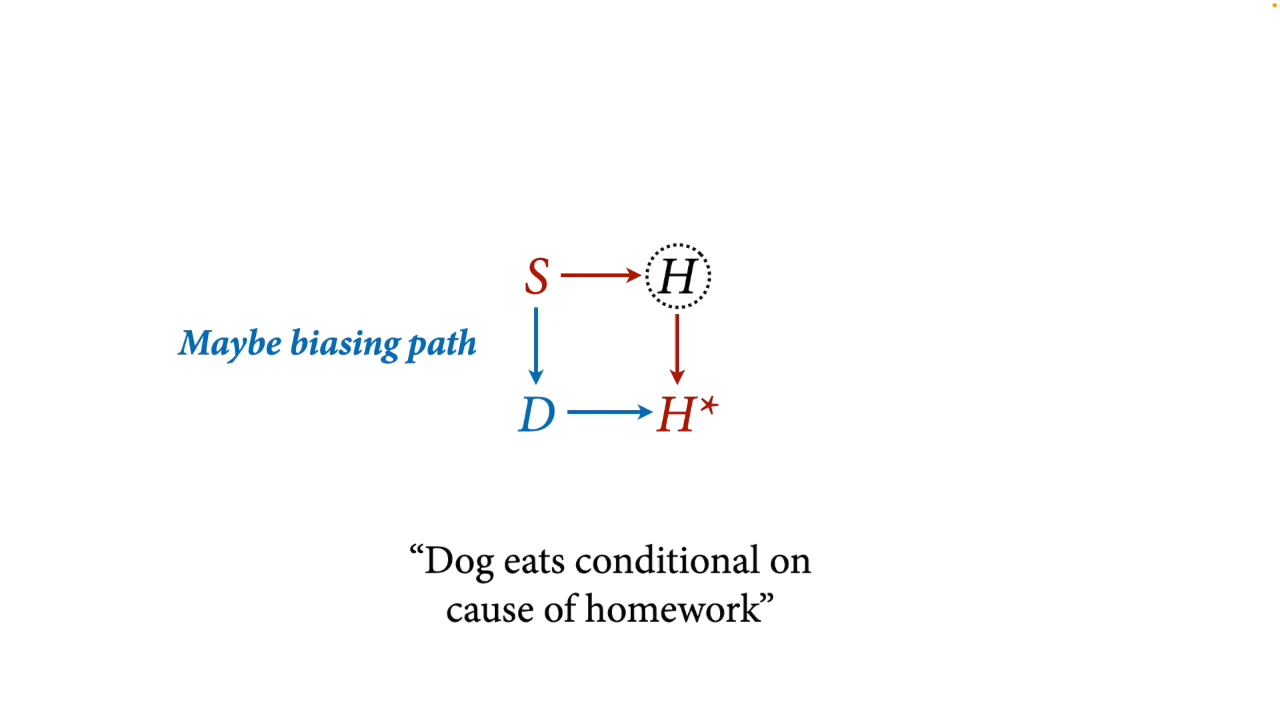 S H
Maybe biasing path
D H*
“Dog eats conditional on
cause of homework”